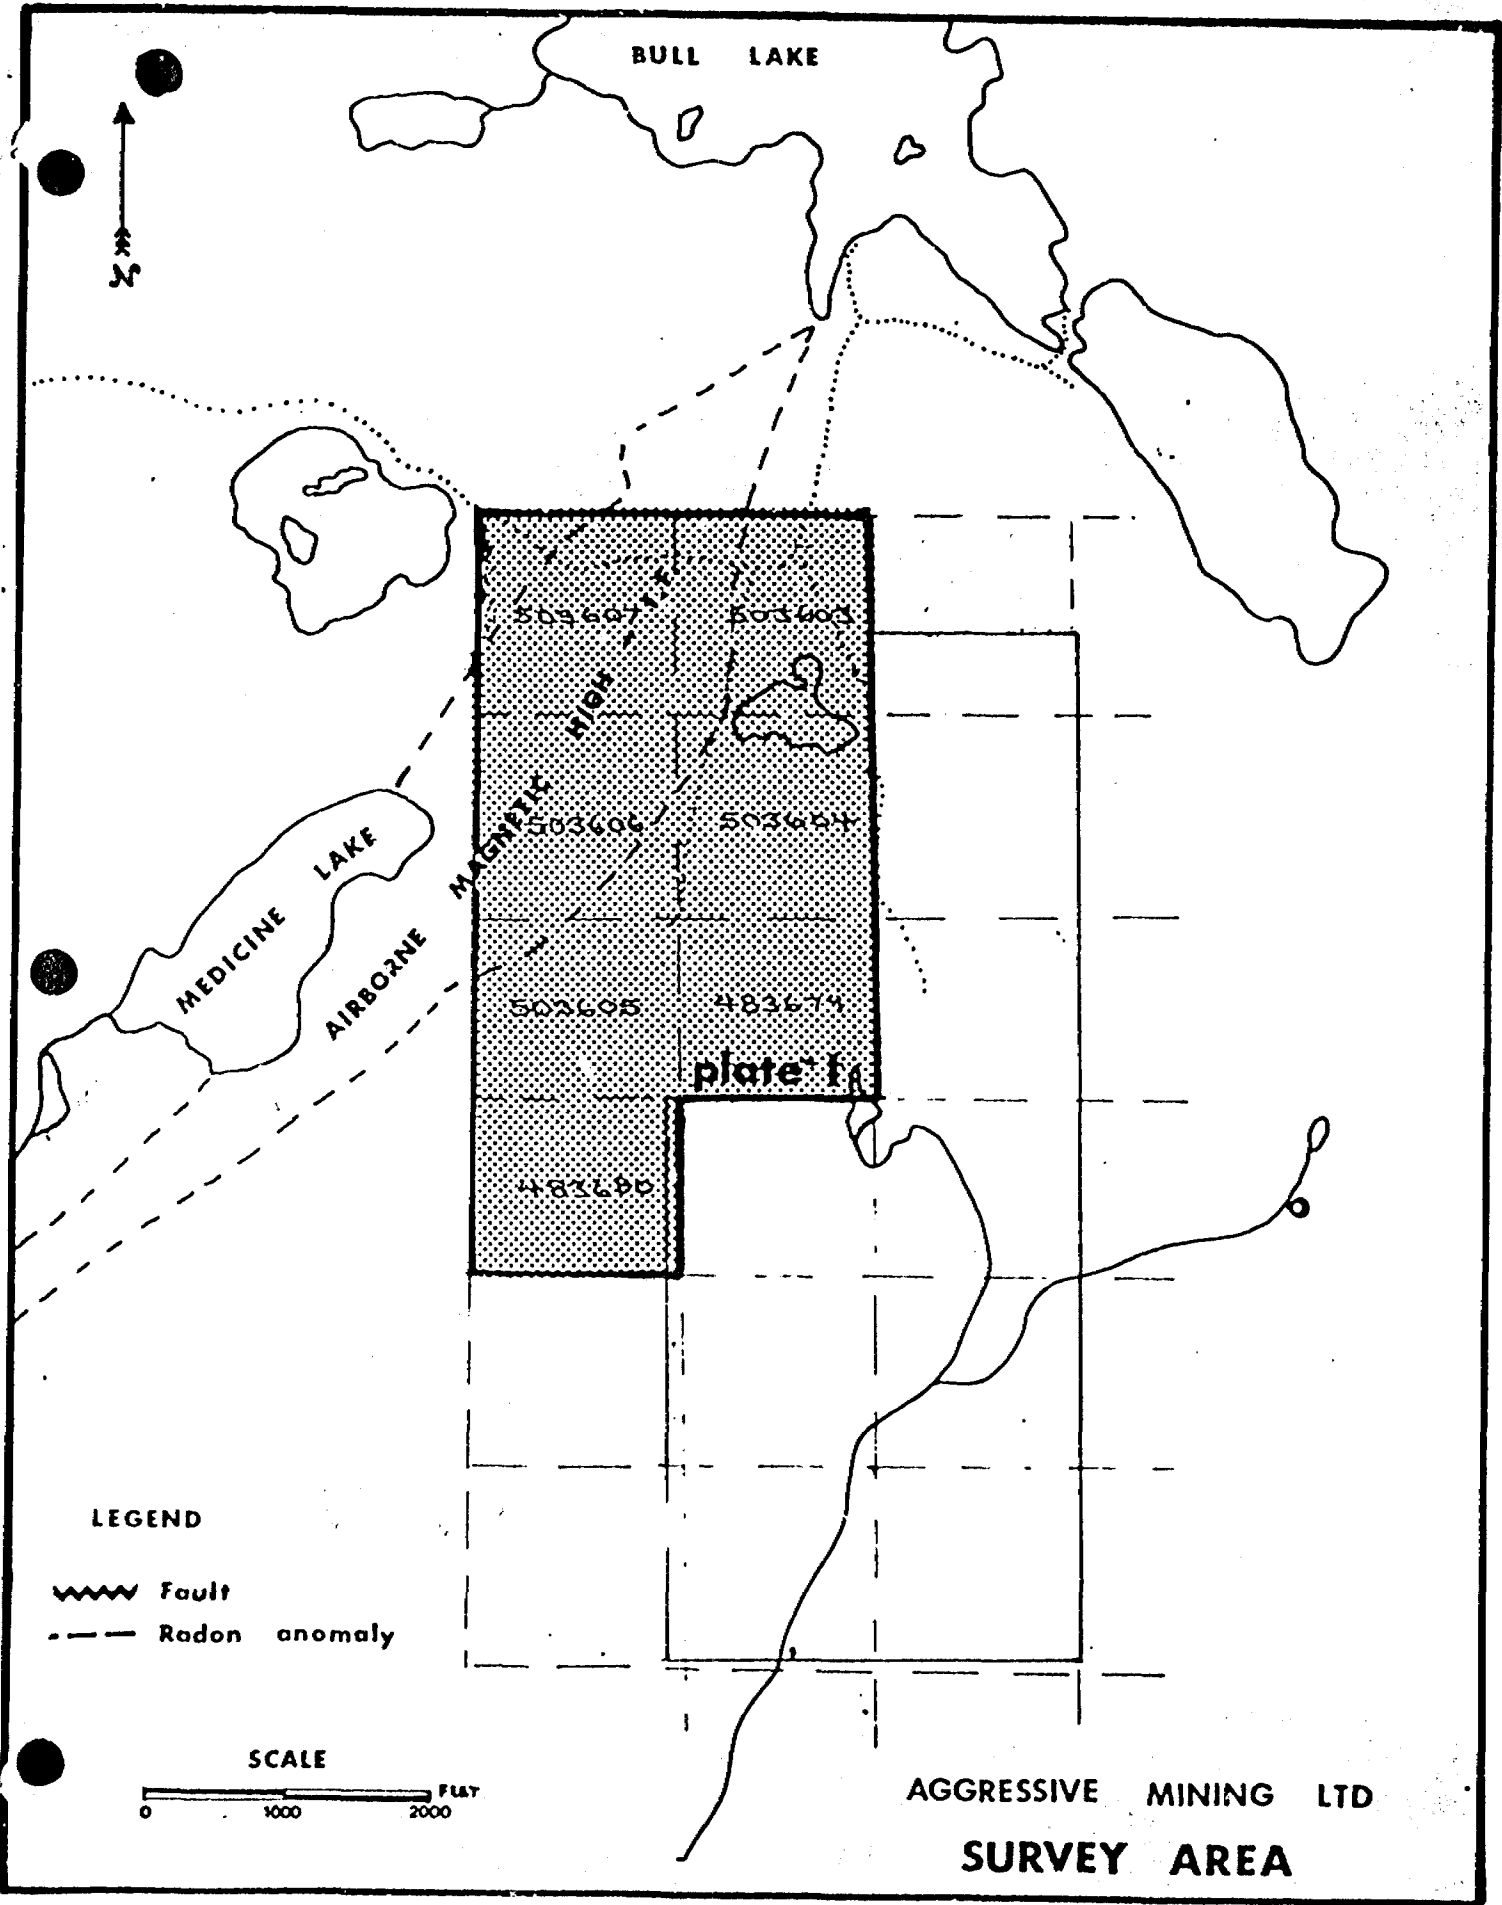 BULL LAKE
N
503607
503603
MAGNETIC HIGH
503606
503604
MEDICINE LAKE
AIRBORNE
503605
483679
plate - I
483680
LEGEND
Fault
Radon anomaly
SCALE
FEET
0 1000 2000
AGGRESSIVE MINING LTD
SURVEY AREA